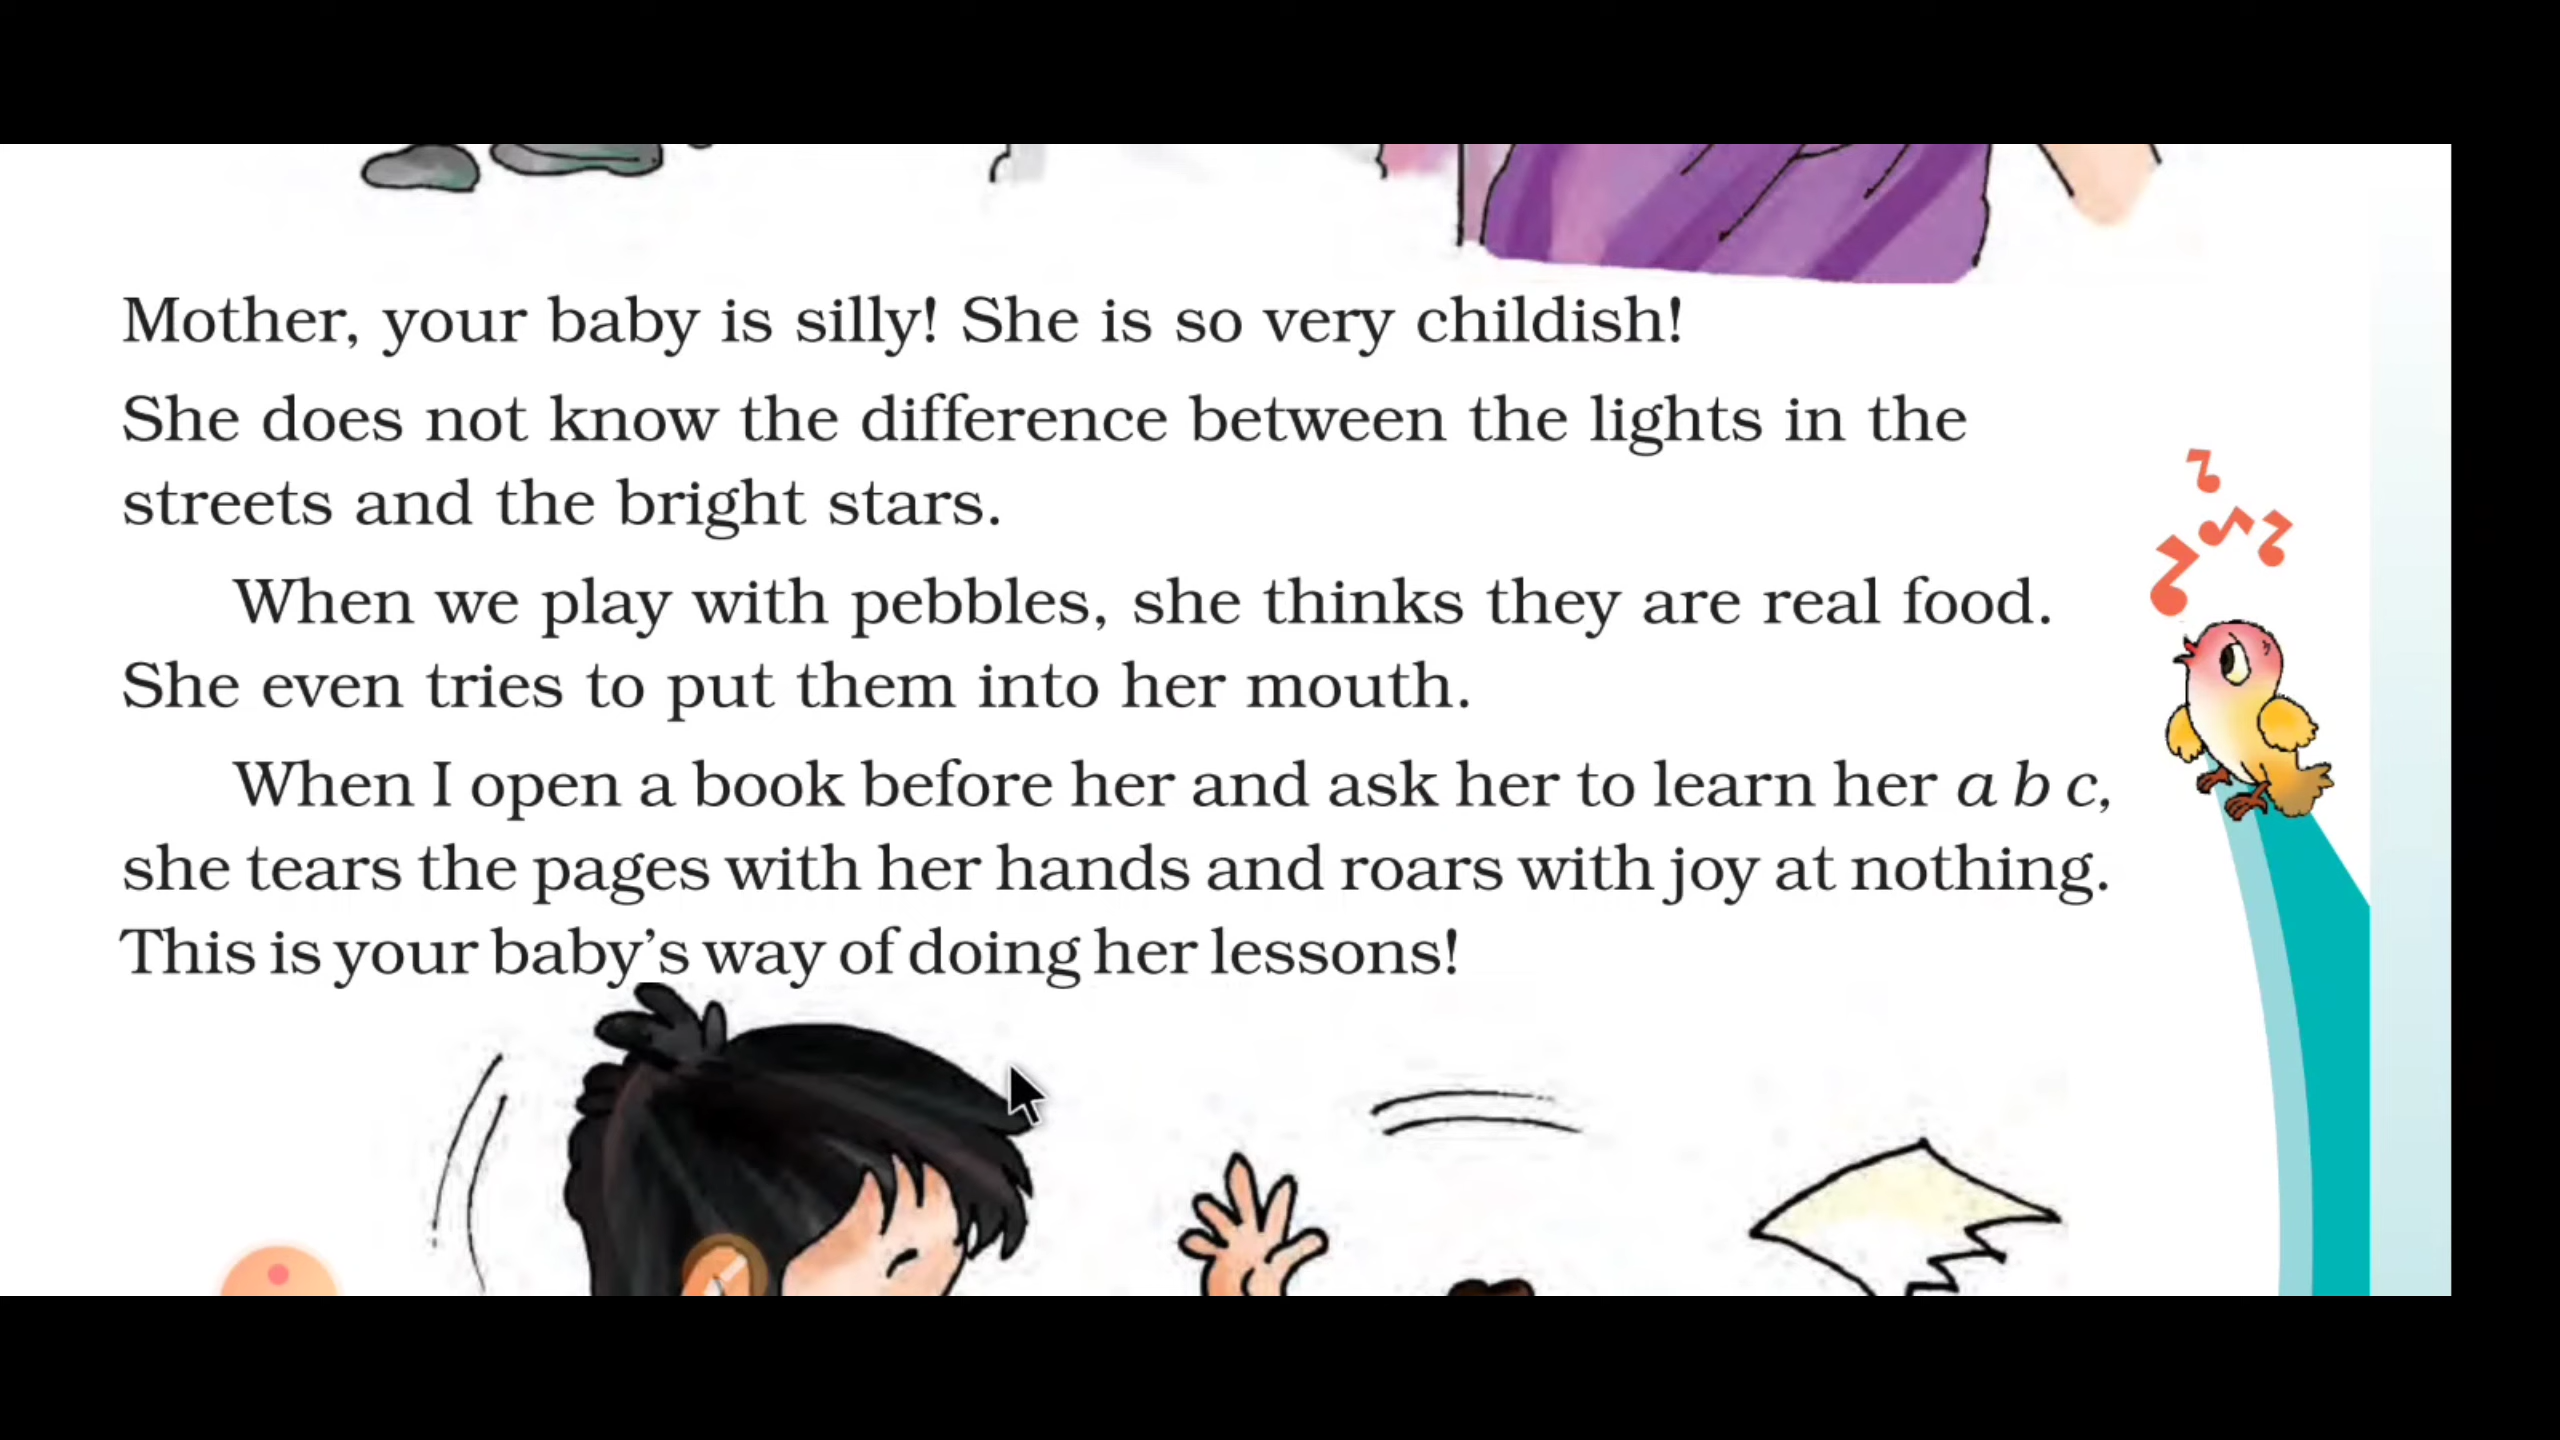 Mother, your baby is silly! She is so very childish!
She does not know the difference between the lights in the
streets and the bright stars.
When we play with pebbles, she thinks they are real food.
She even tries to put them into her mouth.
When I open a book before her and ask her to learn her a b c,
she tears the pages with her hands and roars with joy at nothing.
This is your baby’s way of doing her lessons!